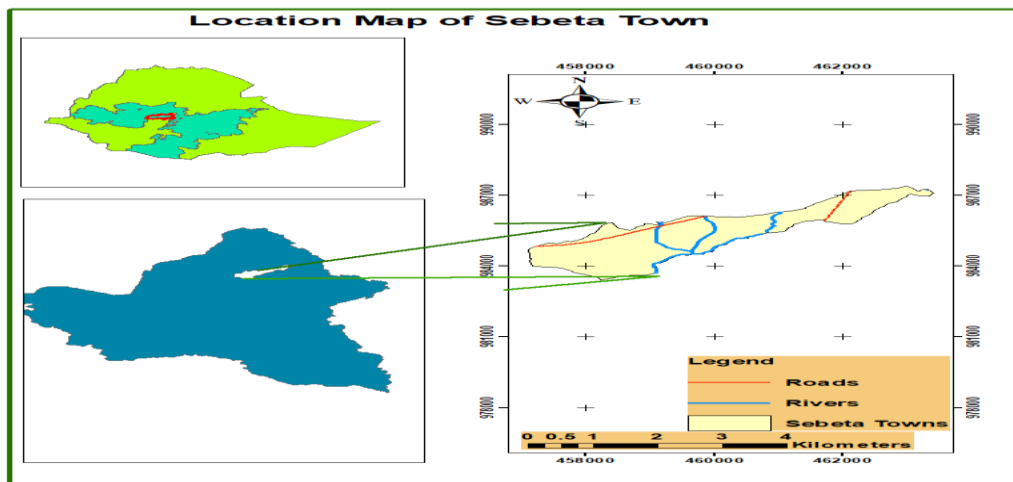 Location Map of Sebeta Town
458000 460000 462000
N
W E
S
990000 990000
987000 987000
984000 984000
981000 981000
978000 978000
Legend
Roads
Rivers
Sebeta Towns
0 0.5 1 2 3 4
Kilometers
458000 460000 462000